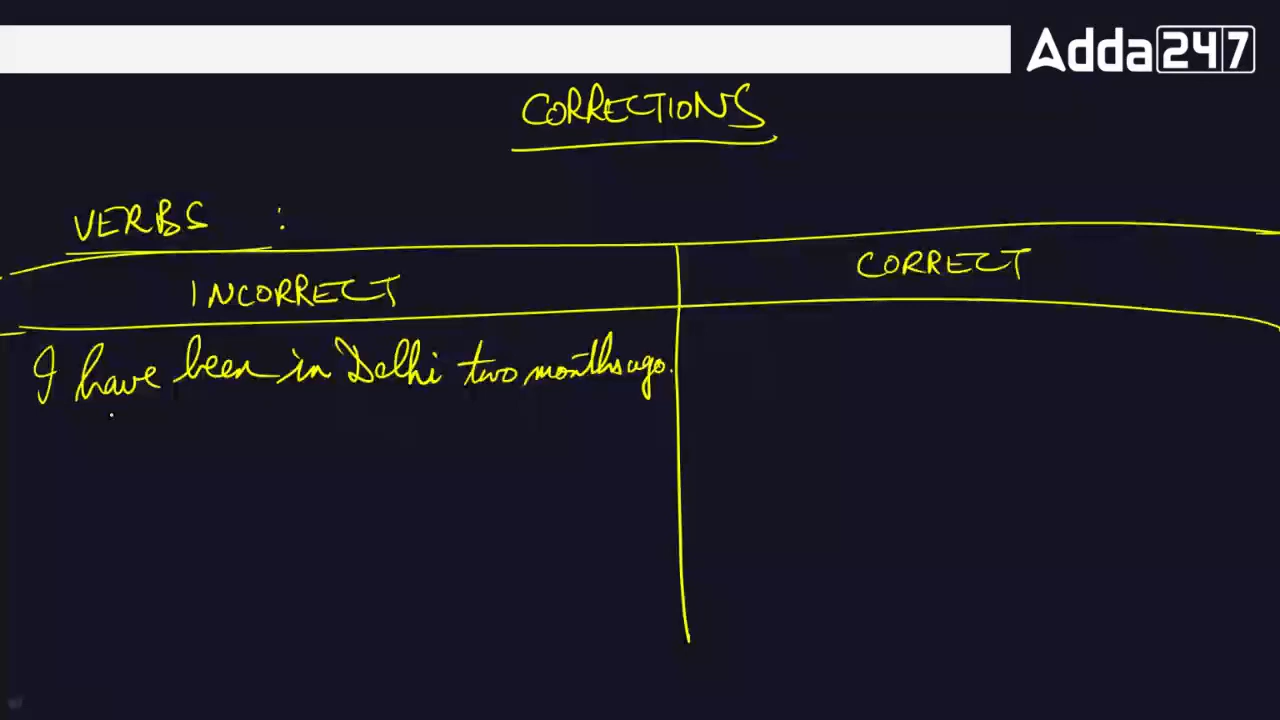 Adda247
CORRECTIONS
VERBS :
INCORRECT
CORRECT
I have been in Delhi two months ago.